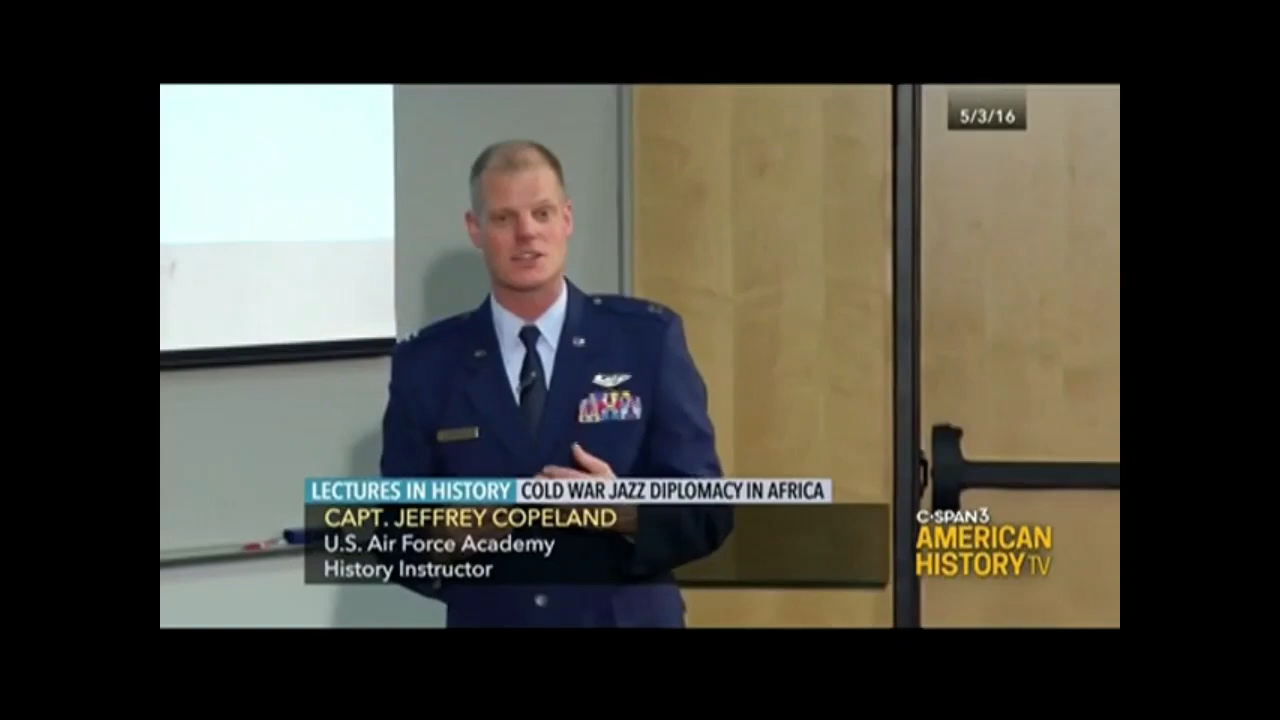 5/3/16
LECTURES IN HISTORY COLD WAR JAZZ DIPLOMACY IN AFRICA
CAPT. JEFFREY COPELAND
U.S. Air Force Academy
History Instructor
C-SPAN3
AMERICAN
HISTORY TV